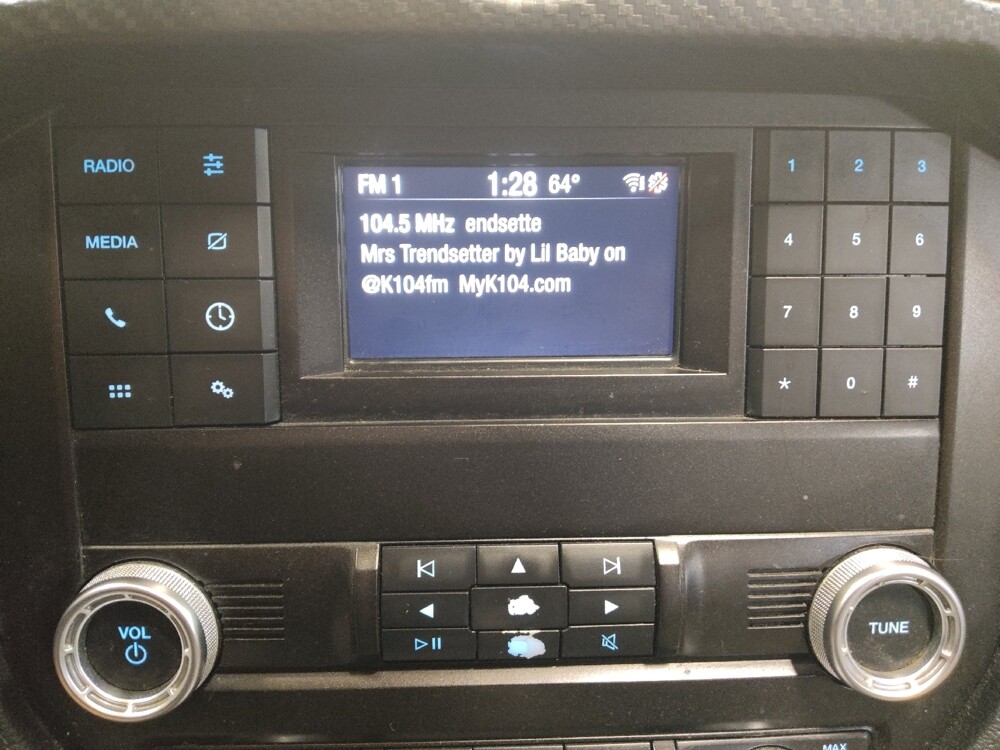 RADIO
MEDIA
FM 1 1:28 64°
104.5 MHz endsette
Mrs Trendsetter by Lil Baby on
@K104fm MyK104.com
1 2 3
4 5 6
7 8 9
* 0 #
VOL
TUNE
MAX